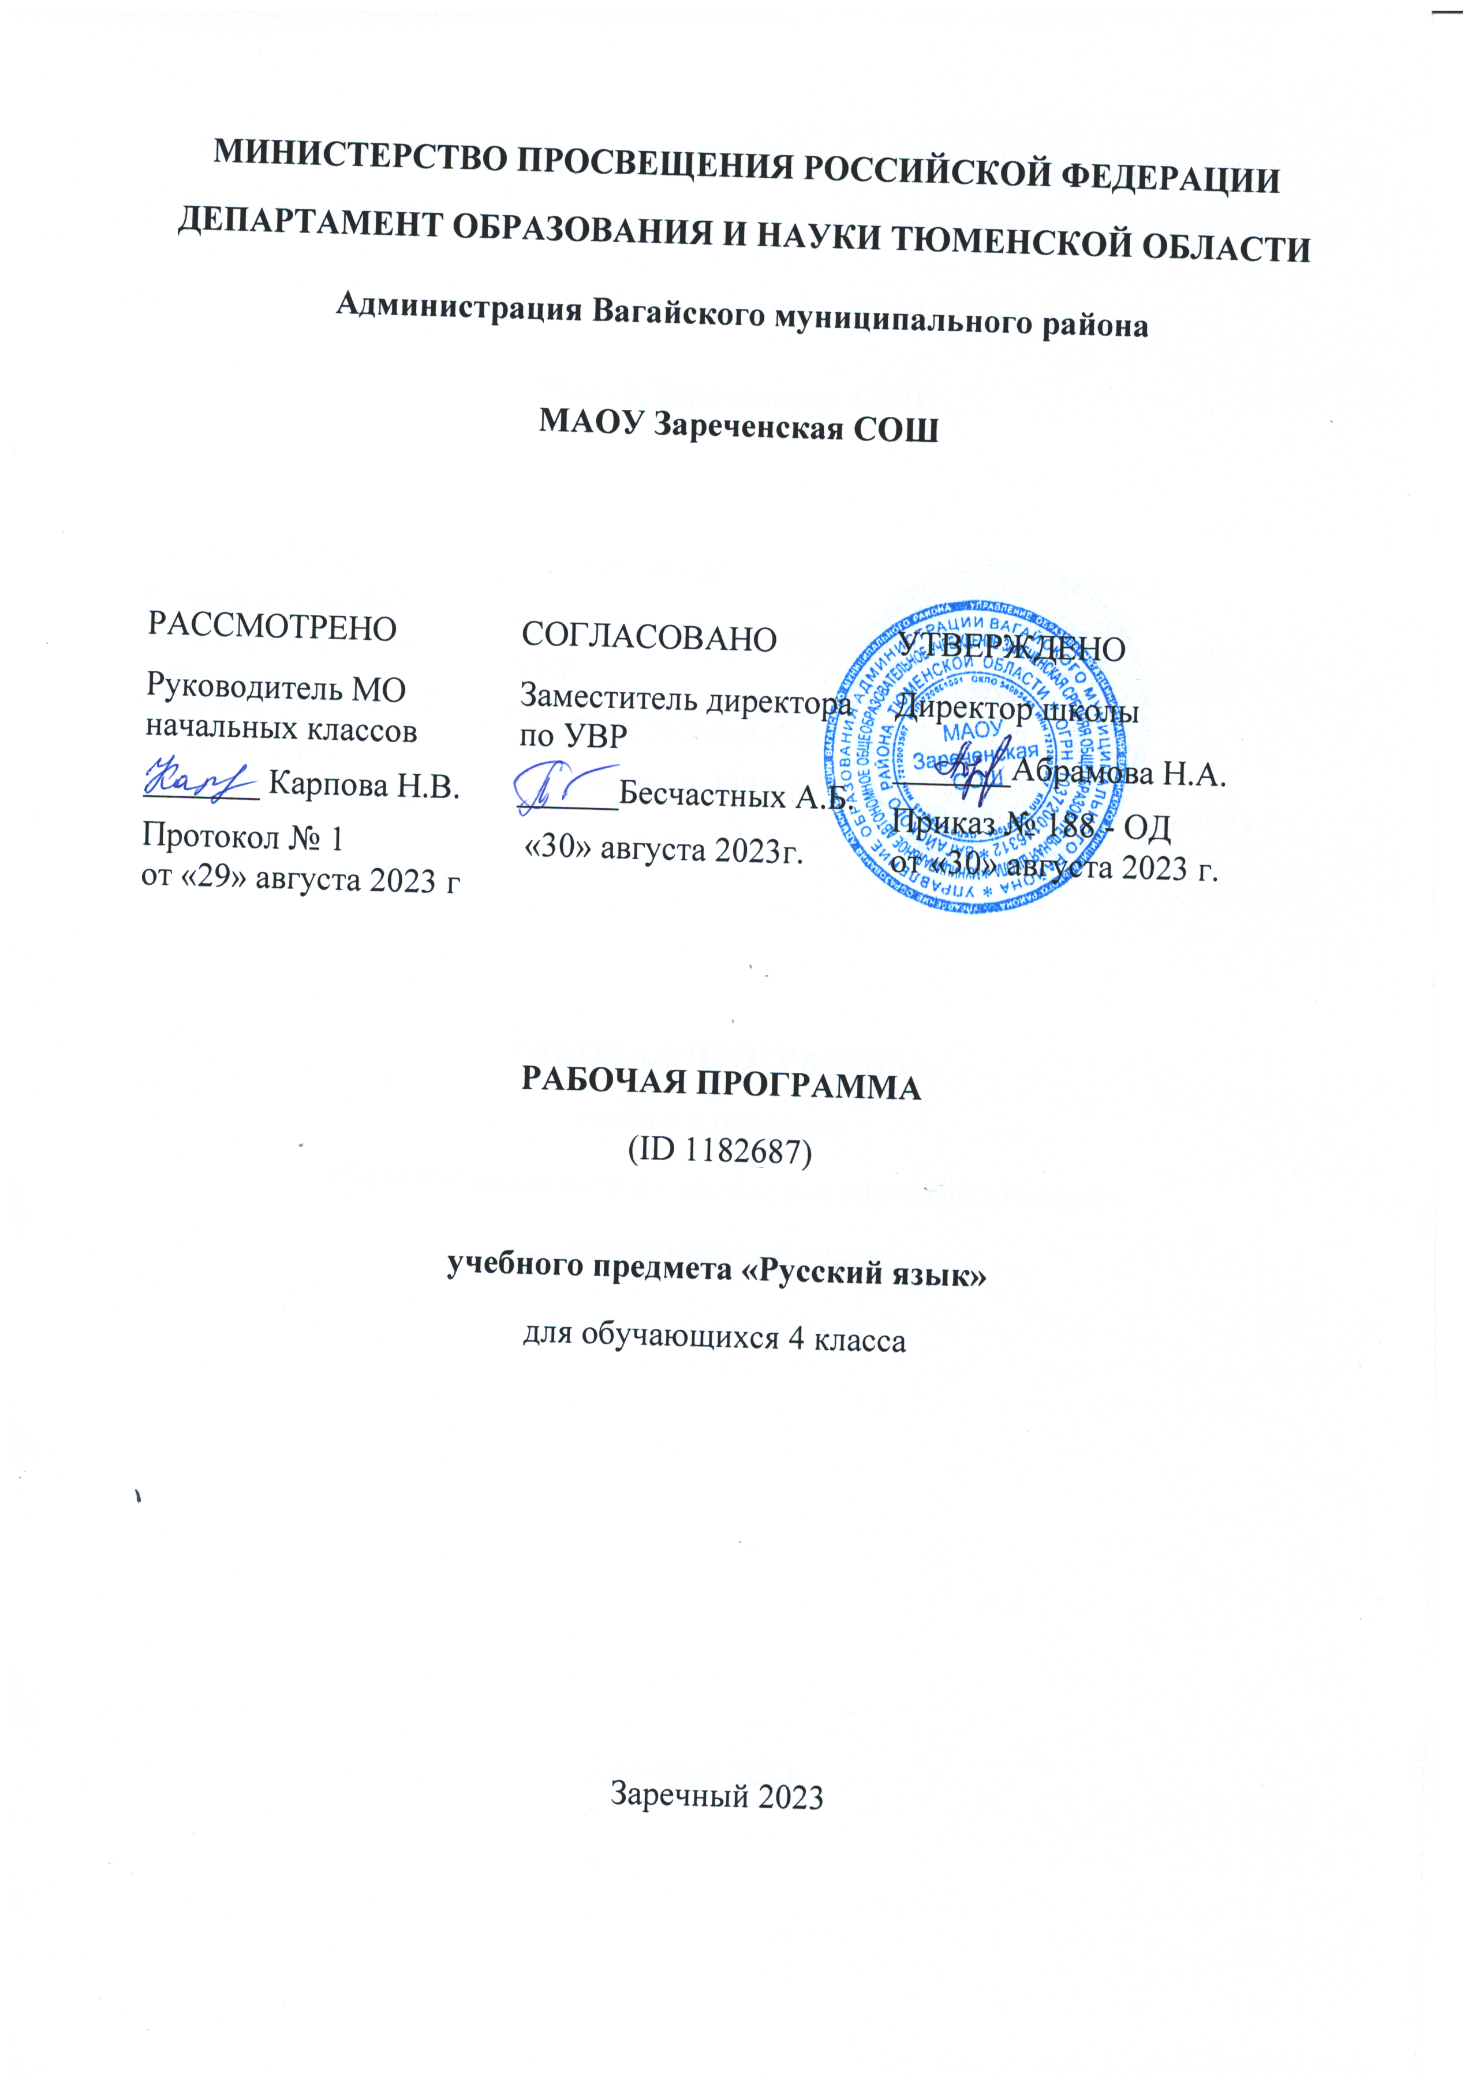 МИНИСТЕРСТВО ПРОСВЕЩЕНИЯ РОССИЙСКОЙ ФЕДЕРАЦИИ
ДЕПАРТАМЕНТ ОБРАЗОВАНИЯ И НАУКИ ТЮМЕНСКОЙ ОБЛАСТИ
Администрация Вагайского муниципального района
МАОУ Зареченская СОШ
РАССМОТРЕНО
Руководитель МО
начальных классов
Карпова Н.В.
Протокол № 1
от «29» августа 2023 г
СОГЛАСОВАНО
Заместитель директора
по УВР
Бесчастных А.Б.
«30» августа 2023г.
УТВЕРЖДЕНО
Директор школы
Абрамова Н.А.
Приказ № 188 - ОД
от «30» августа 2023 г.
МАОУ
Зареченская
СОШ
РАБОЧАЯ ПРОГРАММА
(ID 1182687)
учебного предмета «Русский язык»
для обучающихся 4 класса
Заречный 2023